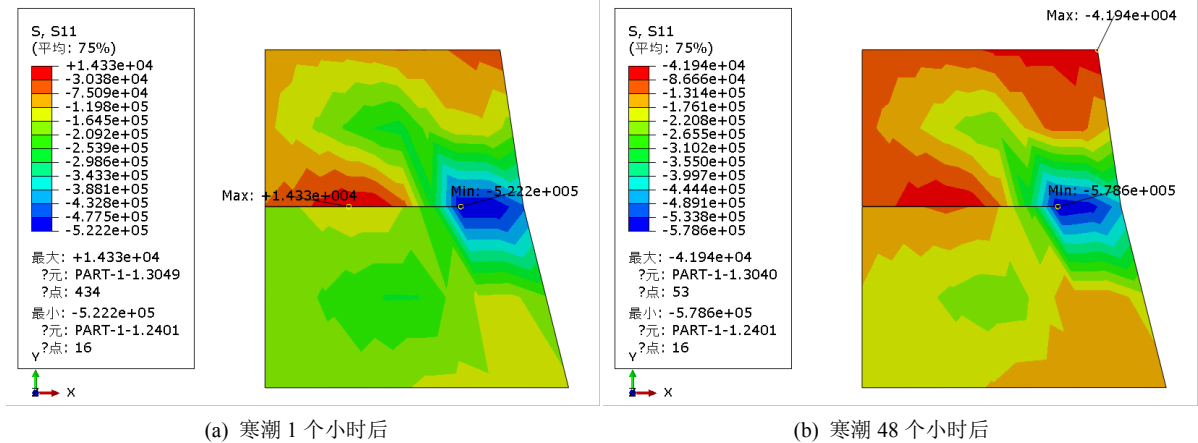 S, S11
(平均: 75%)
+1.433e+04
-3.038e+04
-7.509e+04
-1.198e+05
-1.645e+05
-2.092e+05
-2.539e+05
-2.986e+05
-3.433e+05
-3.881e+05
-4.328e+05
-4.775e+05
-5.222e+05
最大: +1.433e+04
?元: PART-1-1.3049
?点: 434
最小: -5.222e+05
?元: PART-1-1.2401
?点: 16
Y
Z
X
Max: +1.433e+004
Min: -5.222e+005
(a) 寒潮 1 个小时后
S, S11
(平均: 75%)
-4.194e+04
-8.666e+04
-1.314e+05
-1.761e+05
-2.208e+05
-2.655e+05
-3.102e+05
-3.550e+05
-3.997e+05
-4.444e+05
-4.891e+05
-5.338e+05
-5.786e+05
最大: -4.194e+04
?元: PART-1-1.3040
?点: 53
最小: -5.786e+05
?元: PART-1-1.2401
?点: 16
Y
Z
X
Max: -4.194e+004
Min: -5.786e+005
(b) 寒潮 48 个小时后